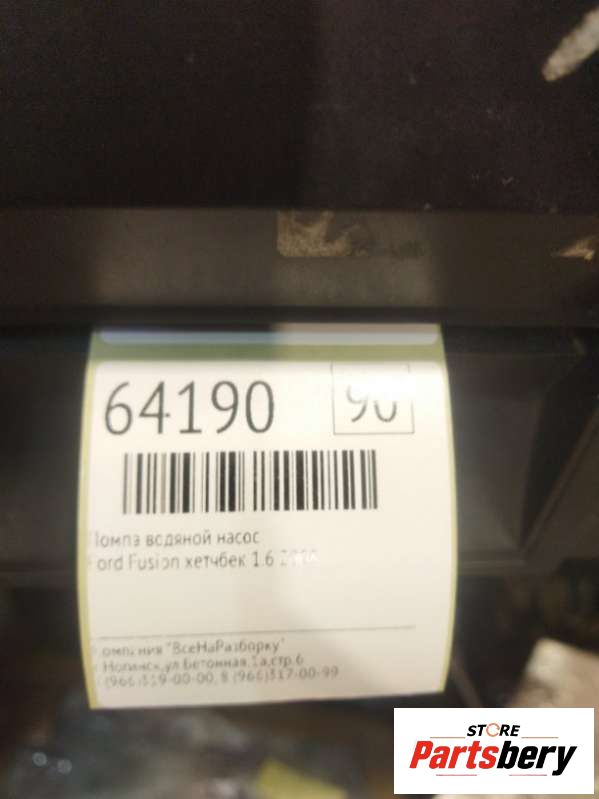 64190 90
Помпа водяной насос
Ford Fusion хетчбек 1.6
Компания "ВсеНаРазборку"
г Ногинск,ул.Бетонная,1а,стр.6
(966)319-00-00, 8 (966)317-00-99
STORE
Partsbery